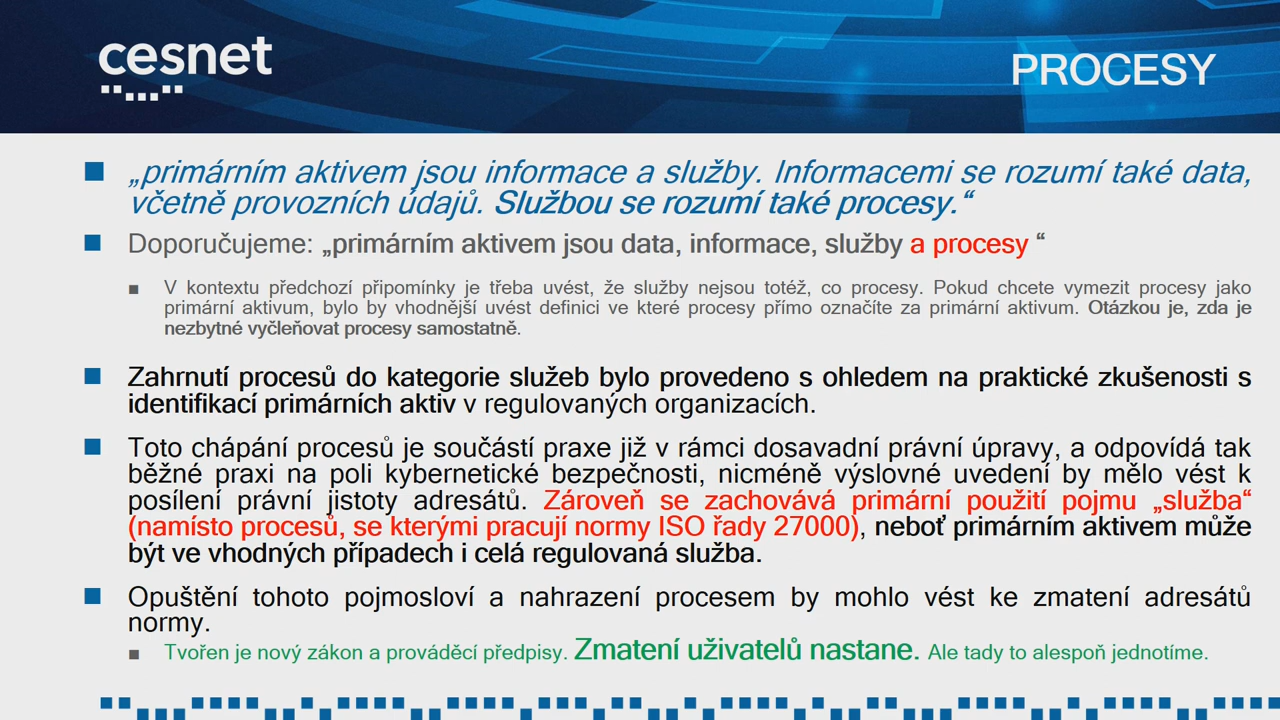 cesnet
PROCESY
„primárním aktivem jsou informace a služby. Informacemi se rozumí také data,
včetně provozních údajů. Službou se rozumí také procesy.“
Doporučujeme: „primárním aktivem jsou data, informace, služby a procesy “
V kontextu předchozí připomínky je třeba uvést, že služby nejsou totéž, co procesy. Pokud chcete vymezit procesy jako
primární aktivum, bylo by vhodnější uvést definici ve které procesy přímo označíte za primární aktivum. Otázkou je, zda je
nezbytné vyčleňovat procesy samostatně.
Zahrnutí procesů do kategorie služeb bylo provedeno s ohledem na praktické zkušenosti s
identifikací primárních aktiv v regulovaných organizacích.
Toto chápání procesů je součástí praxe již v rámci dosavadní právní úpravy, a odpovídá tak
běžné praxi na poli kybernetické bezpečnosti, nicméně výslovné uvedení by mělo vést k
posílení právní jistoty adresátů. Zároveň se zachovává primární použití pojmu „služba“
(namísto procesů, se kterými pracují normy ISO řady 27000), neboť primárním aktivem může
být ve vhodných případech i celá regulovaná služba.
Opuštění tohoto pojmosloví a nahrazení procesem by mohlo vést ke zmatení adresátů
normy.
Tvořen je nový zákon a prováděcí předpisy. Zmatení uživatelů nastane. Ale tady to alespoň jednotíme.